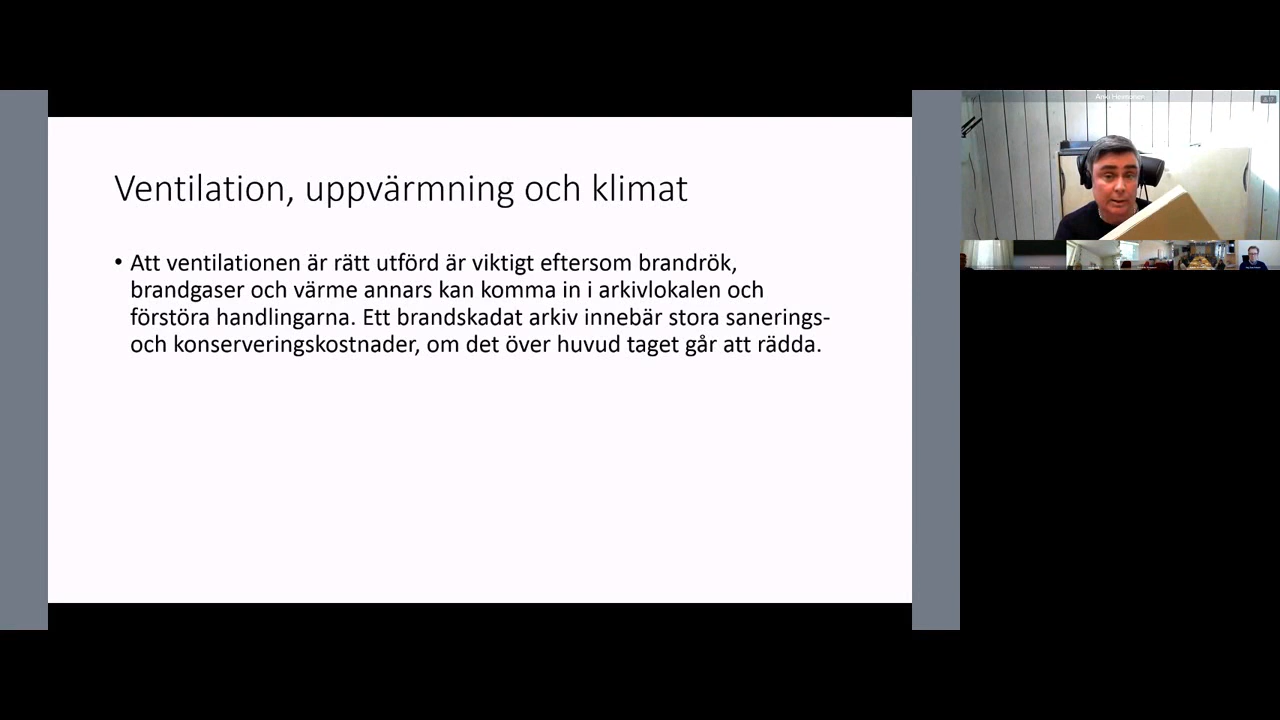 Ventilation, uppvärmning och klimat
• Att ventilationen är rätt utförd är viktigt eftersom brandrök,
brandgaser och värme annars kan komma in i arkivlokalen och
förstöra handlingarna. Ett brandskadat arkiv innebär stora sanerings-
och konserveringskostnader, om det över huvud taget går att rädda.